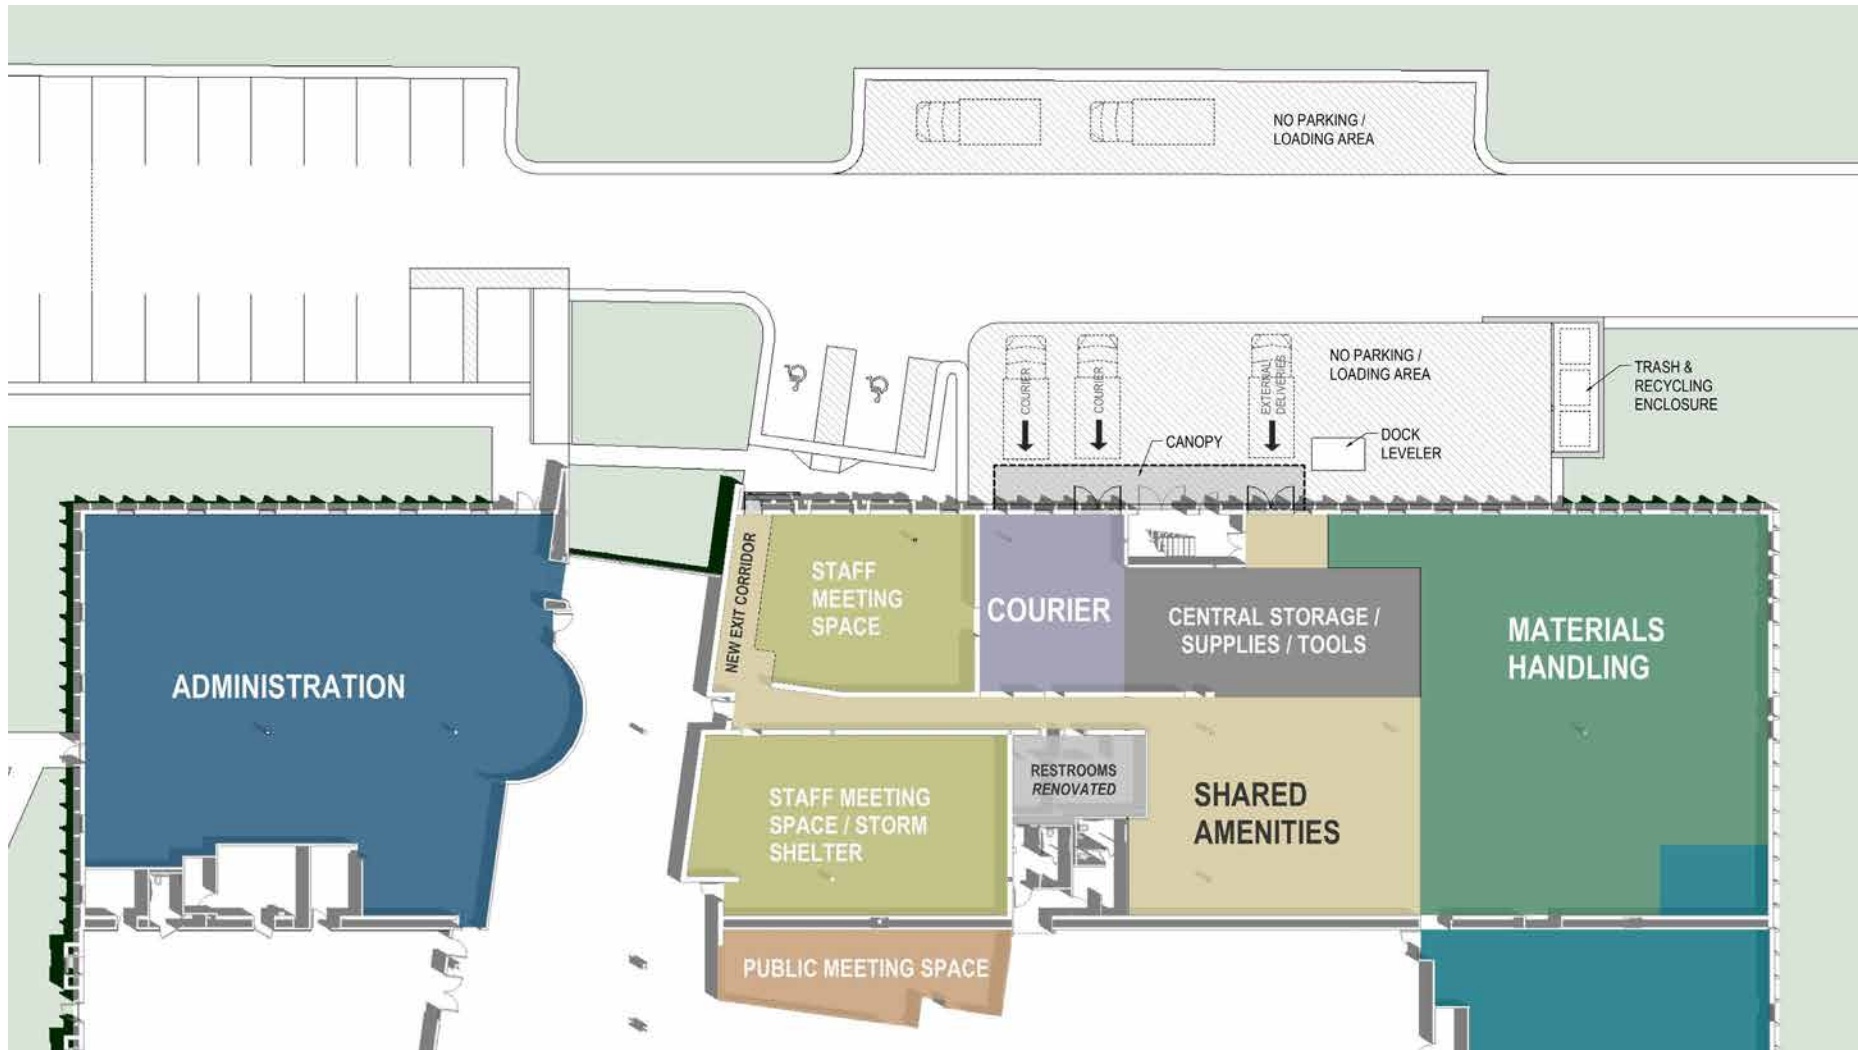 NO PARKING /
LOADING AREA
NO PARKING /
LOADING AREA
COURIER
COURIER
EXTERNAL
DELIVERIES
TRASH &
RECYCLING
ENCLOSURE
CANOPY
DOCK
LEVELER
NEW EXIT CORRIDOR
STAFF
MEETING
SPACE
COURIER
CENTRAL STORAGE /
SUPPLIES / TOOLS
MATERIALS
HANDLING
ADMINISTRATION
RESTROOMS
RENOVATED
STAFF MEETING
SPACE / STORM
SHELTER
SHARED
AMENITIES
PUBLIC MEETING SPACE